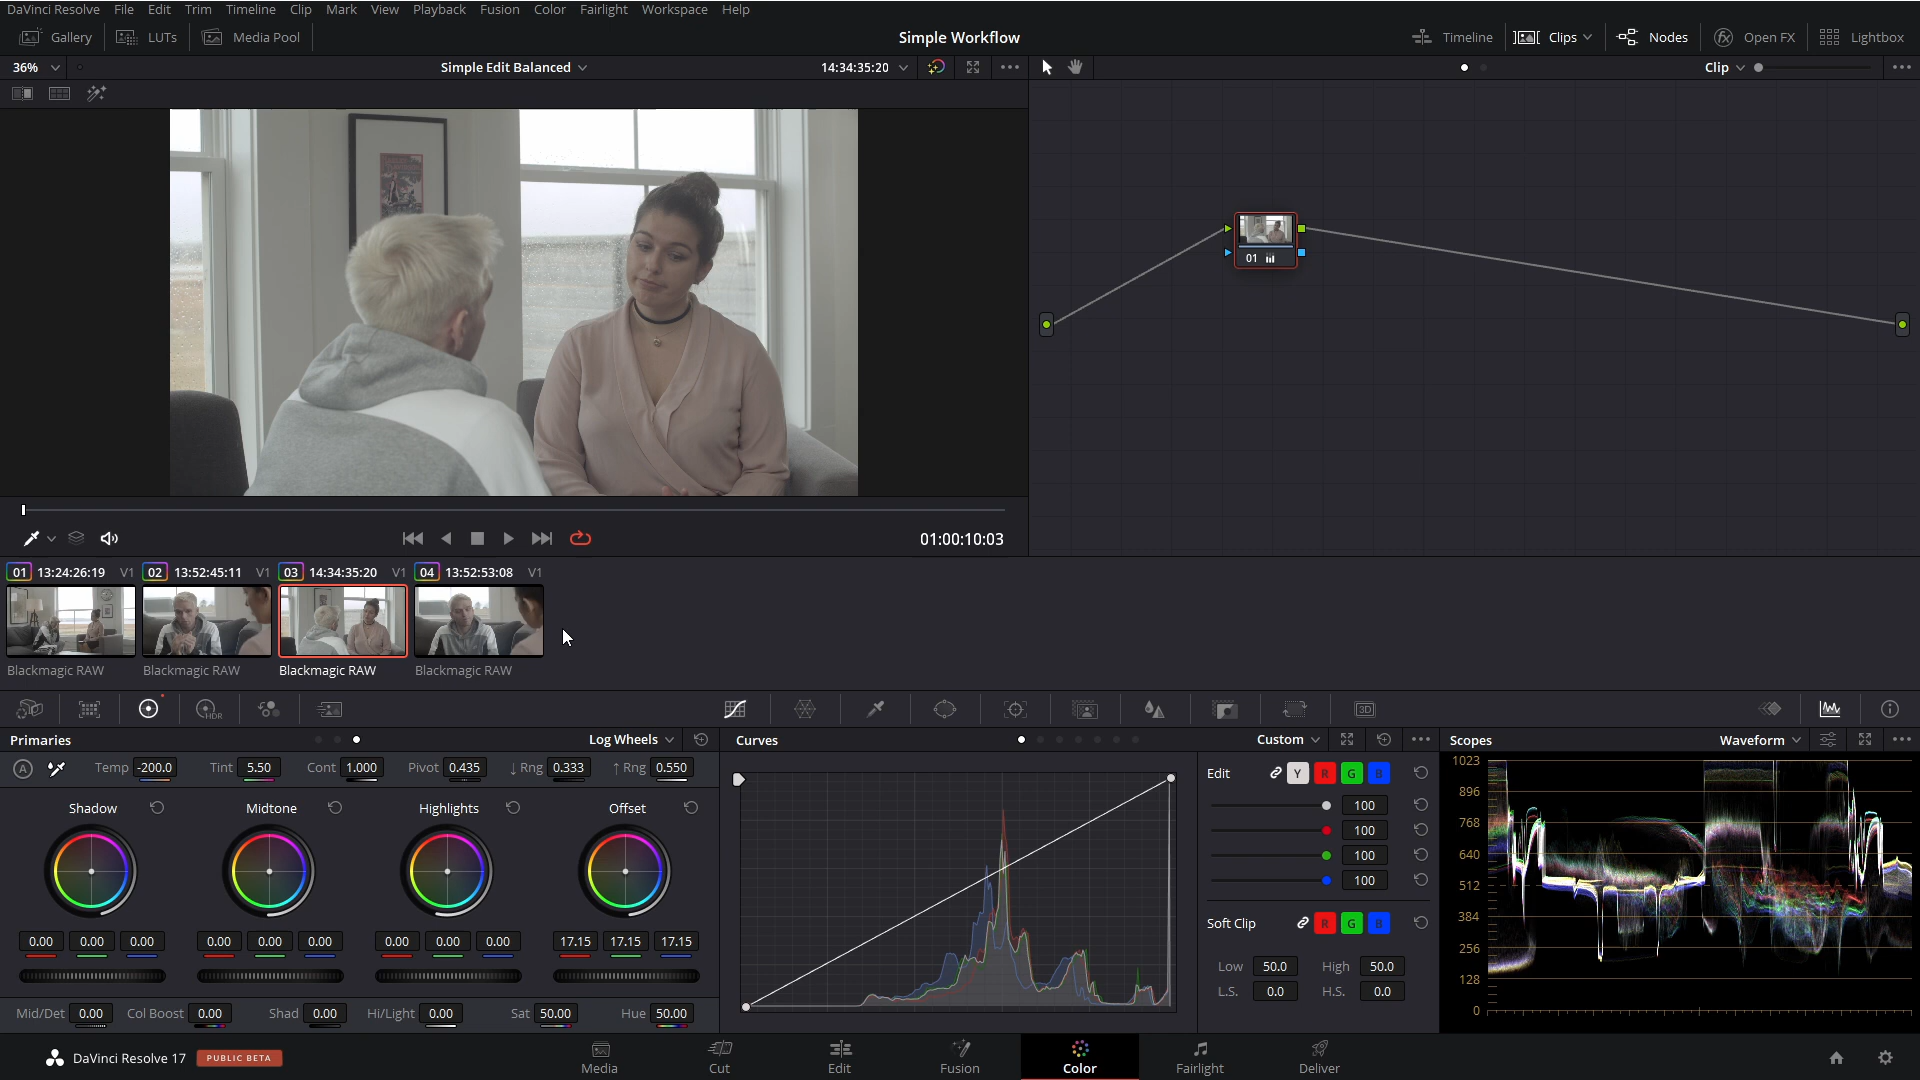 DaVinci Resolve File Edit Trim Timeline Clip Mark View Playback Fusion Color Fairlight Workspace Help
Gallery LUTs Media Pool Simple Workflow Timeline Clips Nodes Open FX Lightbox
36% Simple Edit Balanced 14:34:35:20 Clip
01
01:00:10:03
01 13:24:26:19 V1 02 13:52:45:11 V1 03 14:34:35:20 V1 04 13:52:53:08 V1
Blackmagic RAW Blackmagic RAW Blackmagic RAW Blackmagic RAW
HDR 3D
Primaries Log Wheels Curves Custom Scopes Waveform
A Temp -200.0 Tint 5.50 Cont 1.000 Pivot 0.435 ↓ Rng 0.333 ↑ Rng 0.550
Shadow Midtone Highlights Offset
0.00 0.00 0.00 0.00 0.00 0.00 0.00 0.00 0.00 17.15 17.15 17.15
Mid/Det 0.00 Col Boost 0.00 Shad 0.00 Hi/Light 0.00 Sat 50.00 Hue 50.00
Edit Y R G B
100
100
100
100
Soft Clip R G B
Low 50.0 High 50.0
L.S. 0.0 H.S. 0.0
1023
896
768
640
512
384
256
128
0
DaVinci Resolve 17 PUBLIC BETA Media Cut Edit Fusion Color Fairlight Deliver